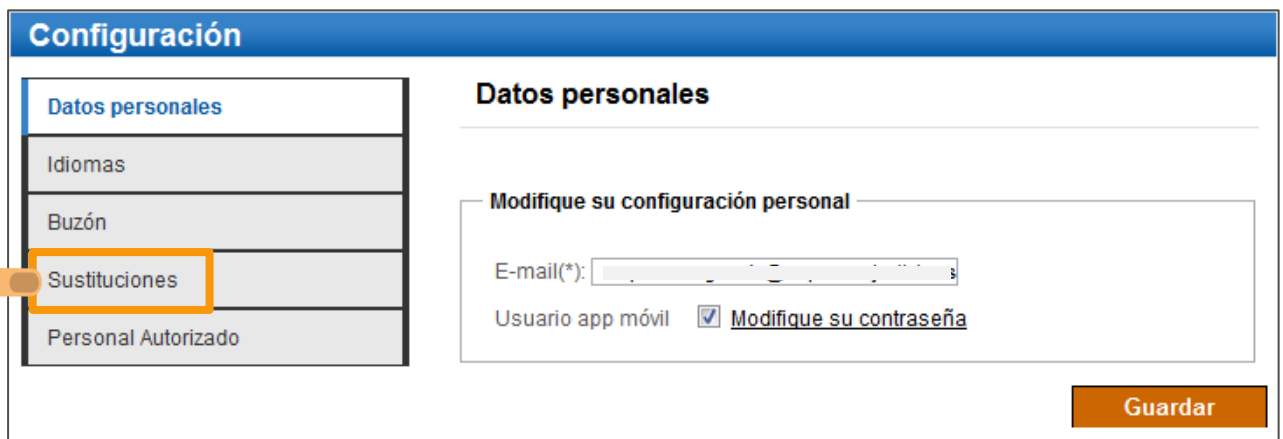 Configuración
Datos personales
Idiomas
Buzón
Sustituciones
Personal Autorizado
Datos personales
Modifique su configuración personal
E-mail(*):
Usuario app móvil Modifique su contraseña
Guardar